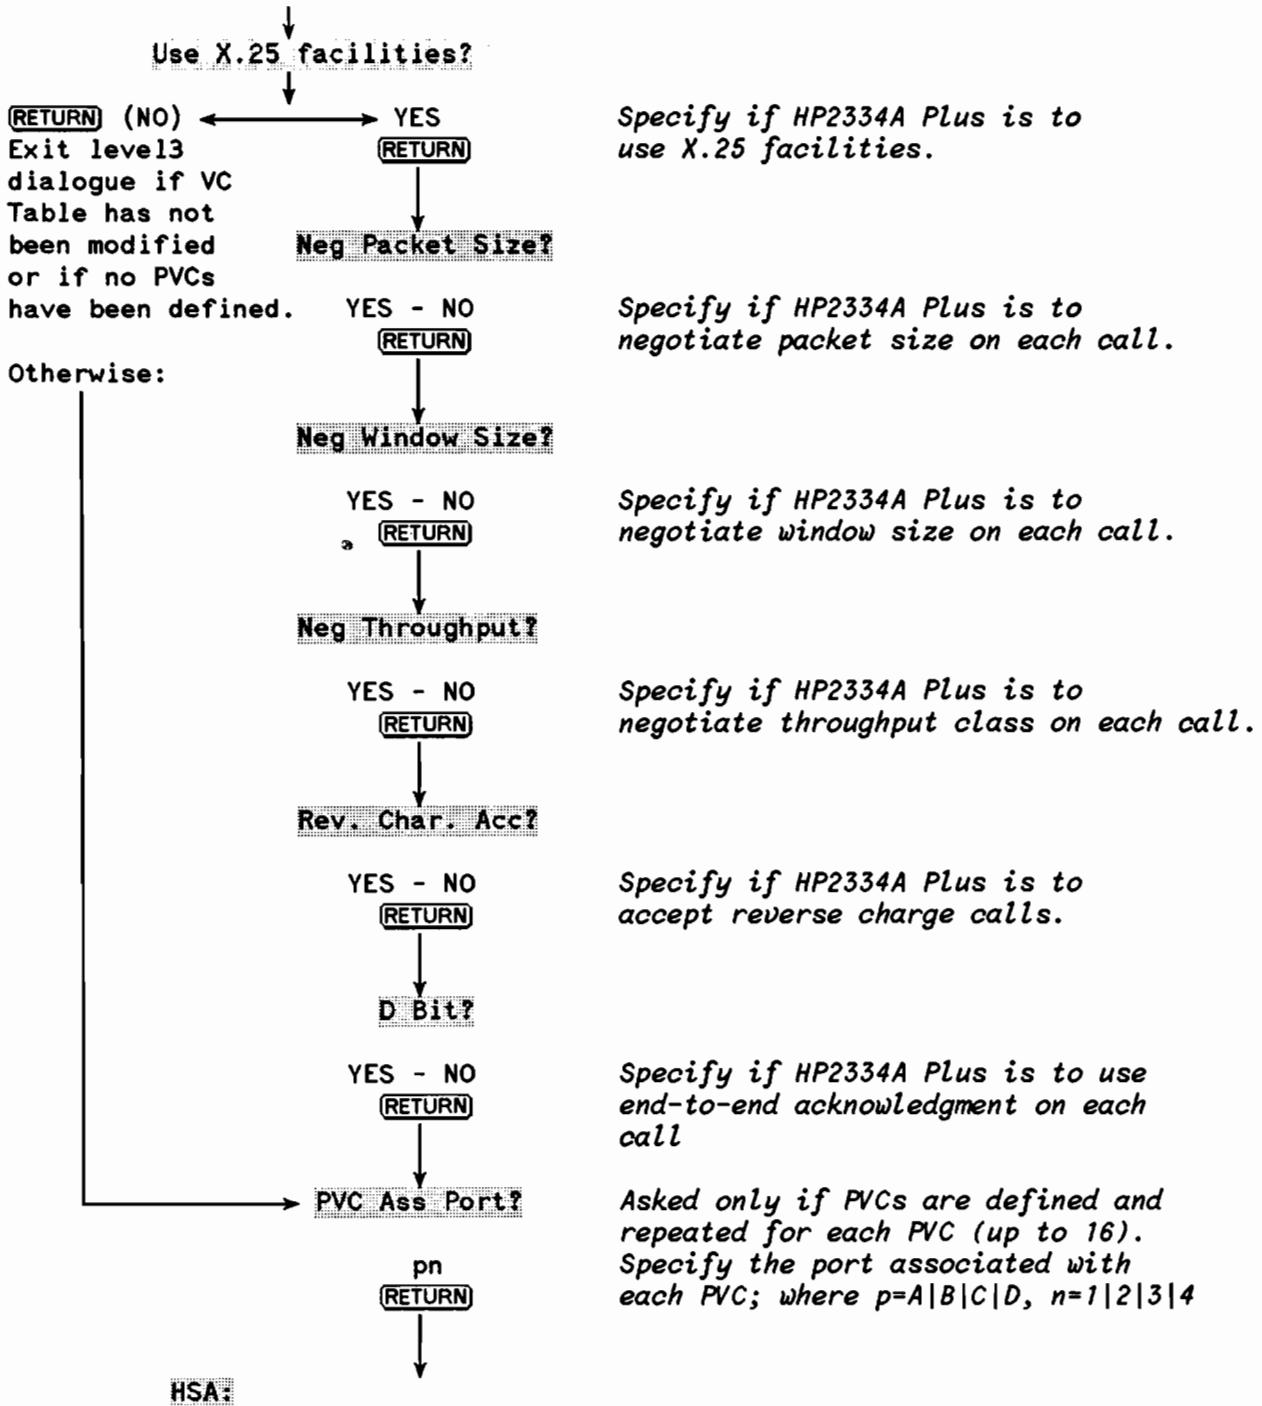 Use X.25 facilities?
RETURN (NO)
YES
Specify if HP2334A Plus is to
use X.25 facilities.
Exit level3
dialogue if VC
Table has not
been modified
or if no PVCs
have been defined.
RETURN
Neg Packet Size?
YES - NO
RETURN
Specify if HP2334A Plus is to
negotiate packet size on each call.
Otherwise:
Neg Window Size?
YES - NO
RETURN
Specify if HP2334A Plus is to
negotiate window size on each call.
Neg Throughput?
YES - NO
RETURN
Specify if HP2334A Plus is to
negotiate throughput class on each call.
Rev. Char. Acc?
YES - NO
RETURN
Specify if HP2334A Plus is to
accept reverse charge calls.
D Bit?
YES - NO
RETURN
Specify if HP2334A Plus is to use
end-to-end acknowledgment on each
call
PVC Ass Port?
pn
RETURN
Asked only if PVCs are defined and
repeated for each PVC (up to 16).
Specify the port associated with
each PVC; where p=A|B|C|D, n=1|2|3|4
HSA: